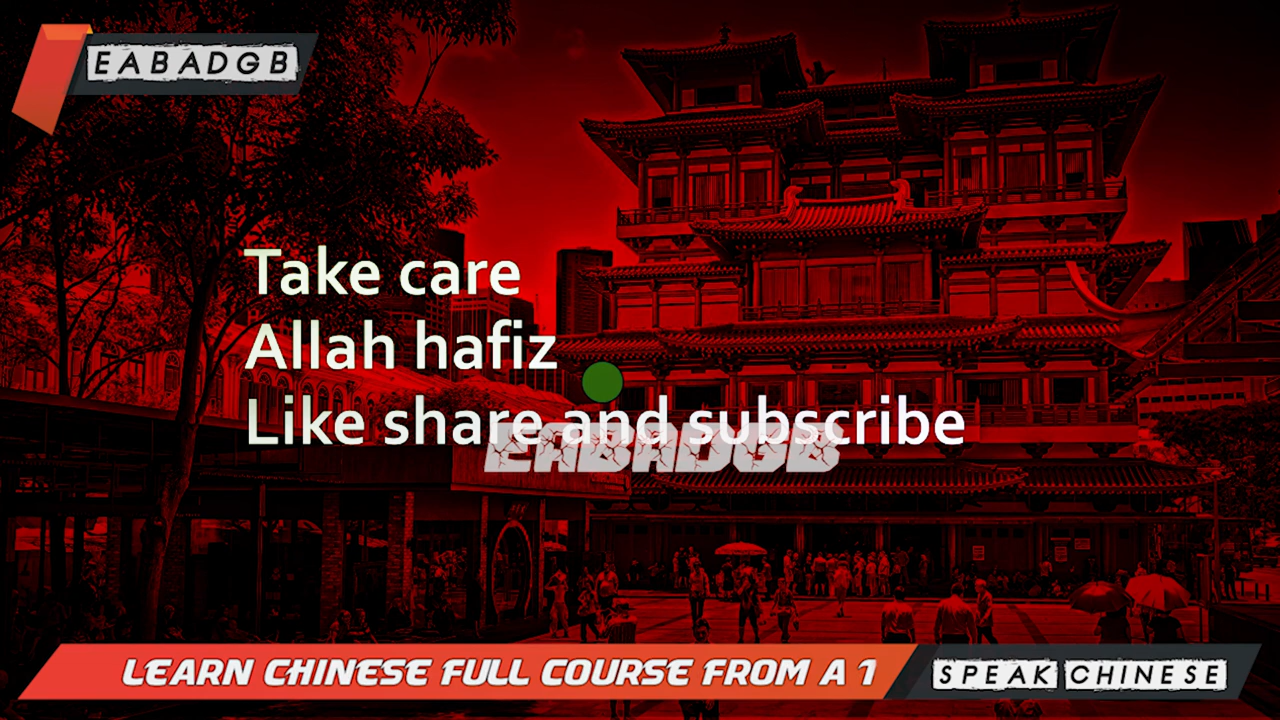 EABADGB
Take care
Allah hafiz
Like share and subscribe
EABADGB
LEARN CHINESE FULL COURSE FROM A 1
SPEAK CHINESE